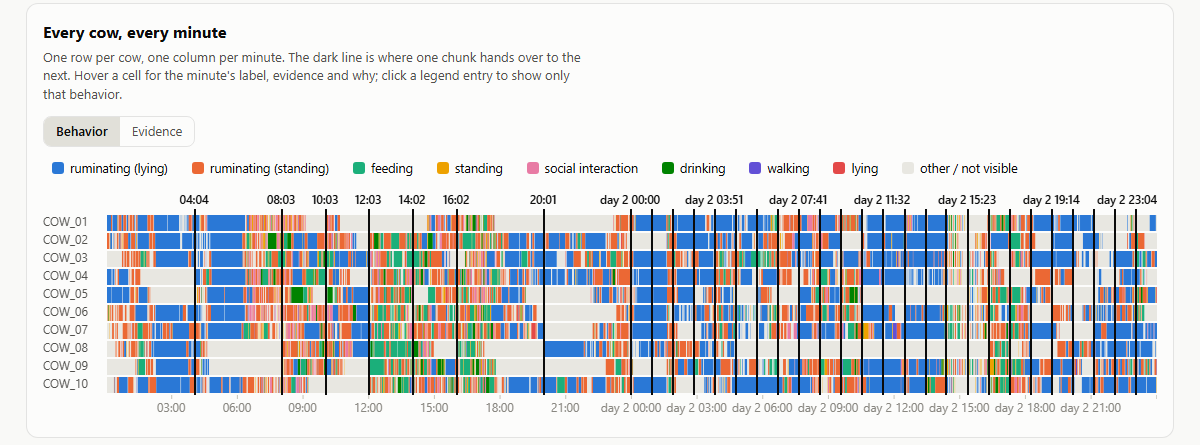 Every cow, every minute
One row per cow, one column per minute. The dark line is where one chunk hands over to the
next. Hover a cell for the minute's label, evidence and why; click a legend entry to show only
that behavior.
Behavior Evidence
ruminating (lying) ruminating (standing) feeding standing social interaction drinking walking lying other / not visible
04:04 08:03 10:03 12:03 14:02 16:02 20:01 day 2 00:00 day 2 03:51 day 2 07:41 day 2 11:32 day 2 15:23 day 2 19:14 day 2 23:04
COW_01
COW_02
COW_03
COW_04
COW_05
COW_06
COW_07
COW_08
COW_09
COW_10
03:00 06:00 09:00 12:00 15:00 18:00 21:00 day 2 00:00 day 2 03:00 day 2 06:00 day 2 09:00 day 2 12:00 day 2 15:00 day 2 18:00 day 2 21:00